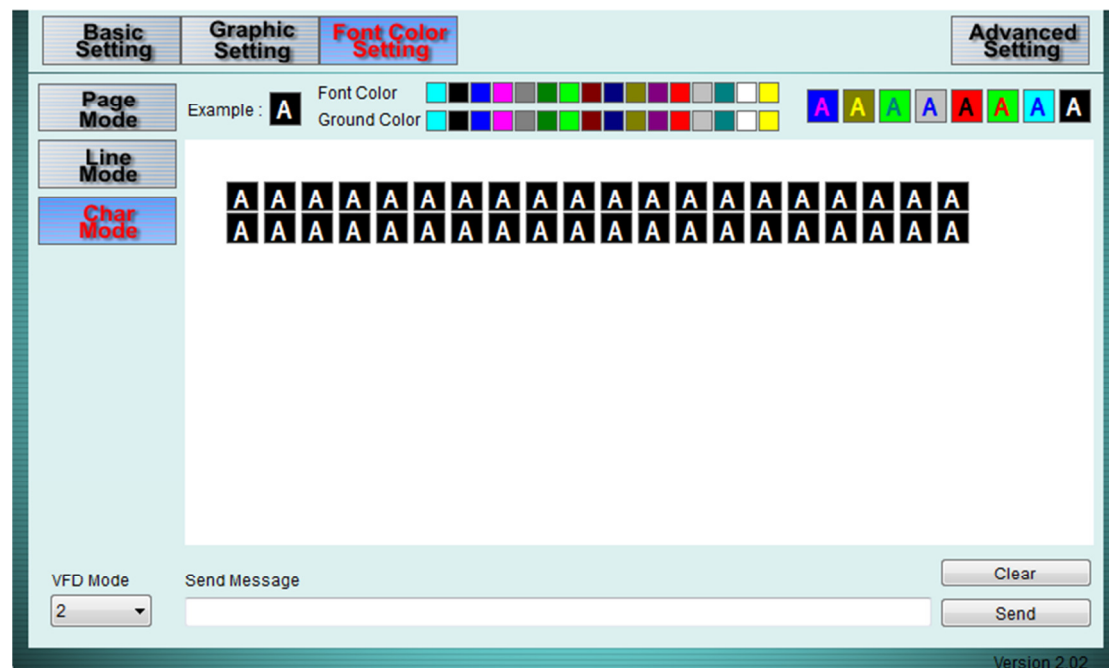 Basic Setting Graphic Setting Font Color Setting Advanced Setting
Page Mode
Example : A Font Color
Ground Color
A A A A A A A A
Line Mode
Char Mode
A A A A A A A A A A A A A A A A A A A A
A A A A A A A A A A A A A A A A A A A A
VFD Mode Send Message Clear
2 Send
Version 2.02